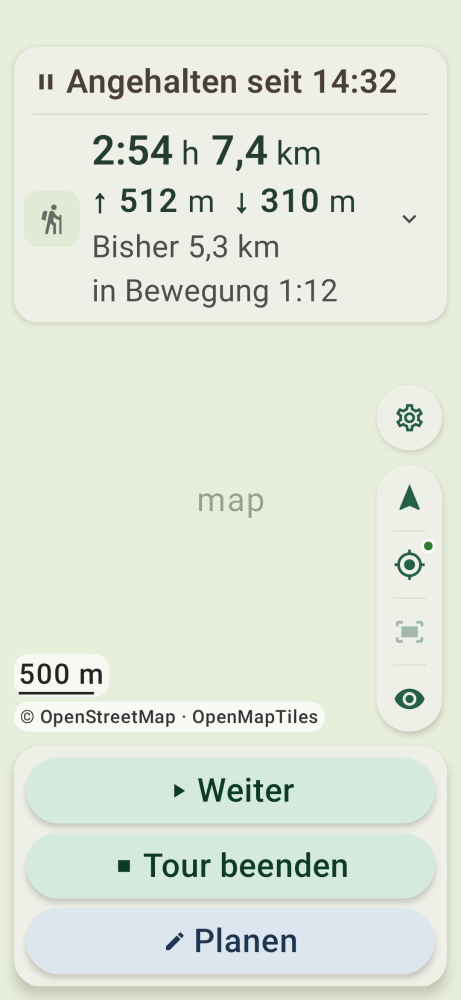 Angehalten seit 14:32
2:54 h 7,4 km
↑ 512 m ↓ 310 m
Bisher 5,3 km
in Bewegung 1:12
map
500 m
© OpenStreetMap · OpenMapTiles
Weiter
Tour beenden
Planen